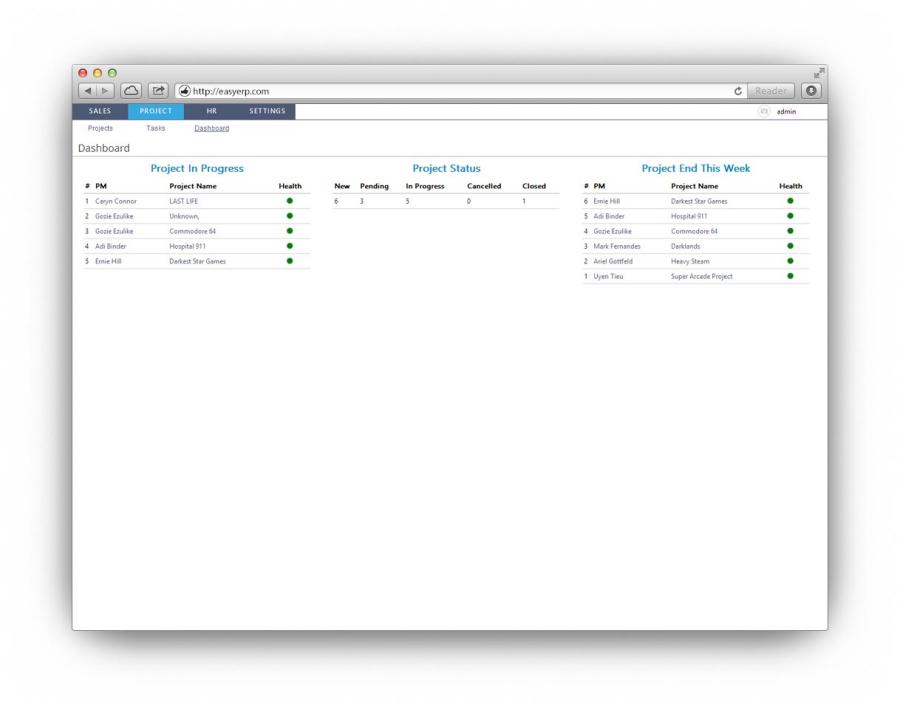 http://easyerp.com
Reader
SALES PROJECT HR SETTINGS
admin
Projects Tasks Dashboard
Dashboard
Project In Progress
# PM Project Name Health
1 Caryn Connor LAST LIFE
2 Gozie Ezulike Unknown,
3 Gozie Ezulike Commodore 64
4 Adi Binder Hospital 911
5 Ernie Hill Darkest Star Games
Project Status
New Pending In Progress Cancelled Closed
6 3 5 0 1
Project End This Week
# PM Project Name Health
6 Ernie Hill Darkest Star Games
5 Adi Binder Hospital 911
4 Gozie Ezulike Commodore 64
3 Mark Fernandes Darklands
2 Ariel Gottfeld Heavy Steam
1 Uyen Tieu Super Arcade Project